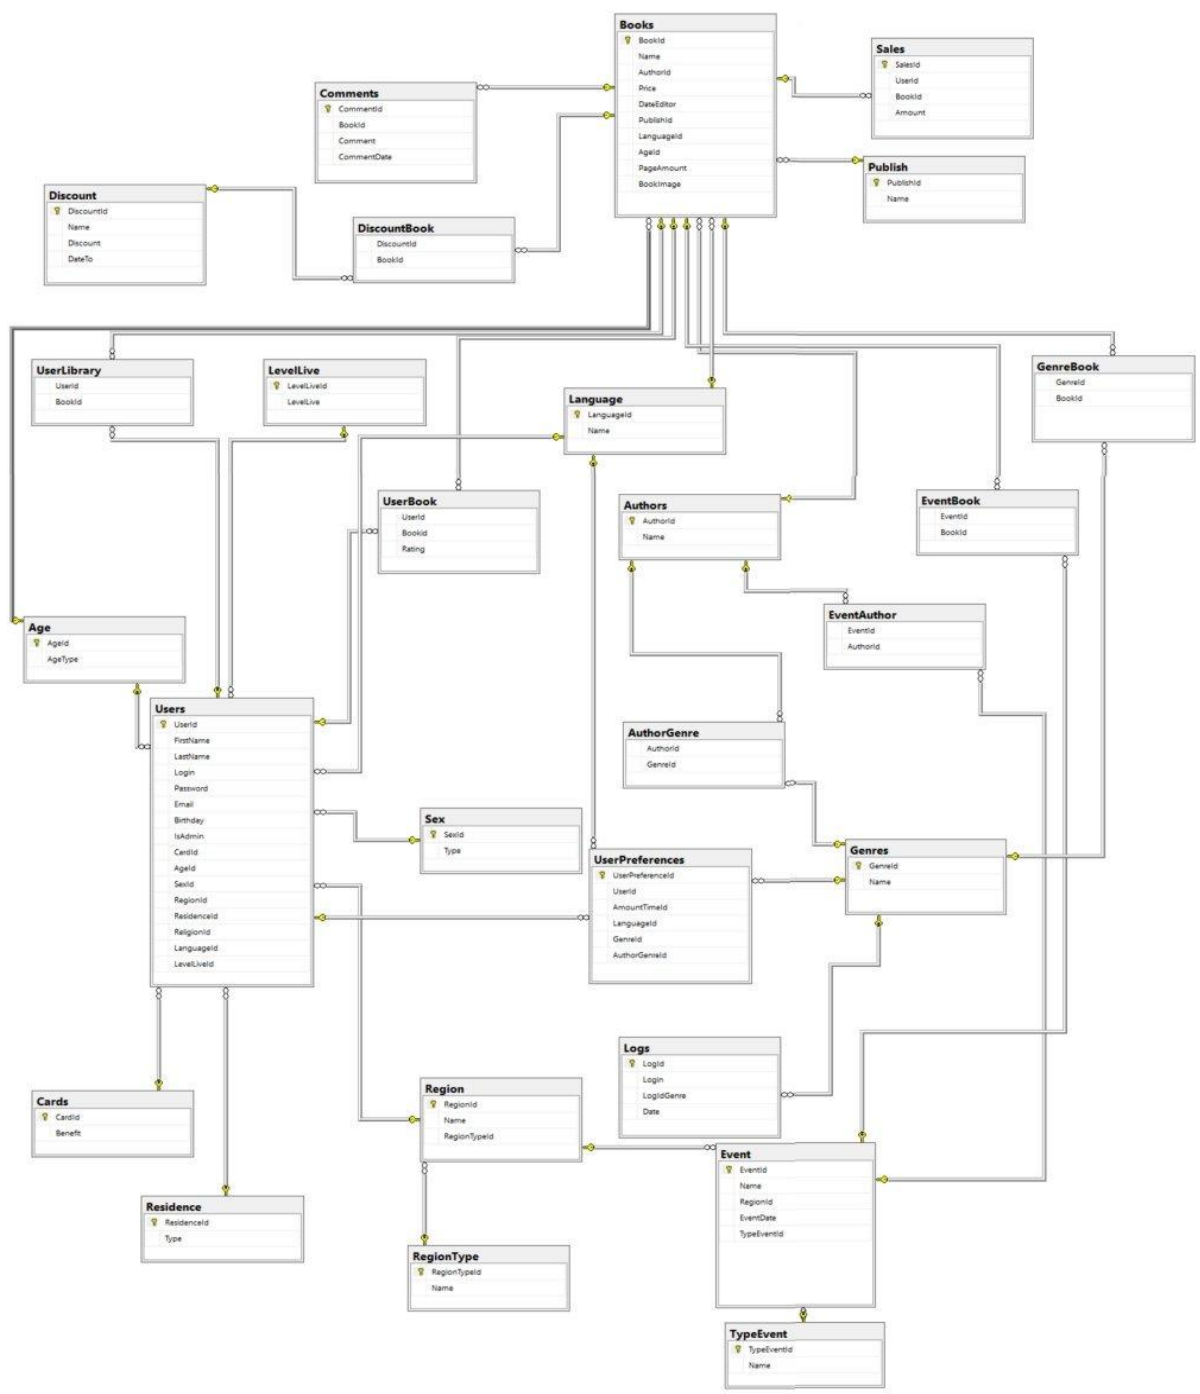 Books
BookId
Name
AuthorId
Price
DateEditor
PublishId
LanguageId
AgeId
PageAmount
BookImage
Sales
SalesId
UserId
BookId
Amount
Comments
CommentId
BookId
Comment
CommentDate
Publish
PublishId
Name
Discount
DiscountId
Name
Discount
DateTo
DiscountBook
DiscountId
BookId
UserLibrary
UserId
BookId
LevelLive
LevelLiveId
LevelLive
Language
LanguageId
Name
GenreBook
GenreId
BookId
UserBook
UserId
BookId
Rating
Authors
AuthorId
Name
EventBook
EventId
BookId
Age
AgeId
AgeType
EventAuthor
EventId
AuthorId
Users
UserId
FirstName
LastName
Login
Password
Email
Birthday
IsAdmin
CardId
AgeId
SexId
RegionId
ResidenceId
ReligionId
LanguageId
LevelLiveId
AuthorGenre
AuthorId
GenreId
Sex
SexId
Type
UserPreferences
UserPreferenceId
UserId
AmountTimeId
LanguageId
GenreId
AuthorGenreId
Genres
GenreId
Name
Logs
LogId
Login
LogIdGenre
Date
Cards
CardId
Benefit
Region
RegionId
Name
RegionTypeId
Event
EventId
Name
RegionId
EventDate
TypeEventId
Residence
ResidenceId
Type
RegionType
RegionTypeId
Name
TypeEvent
TypeEventId
Name